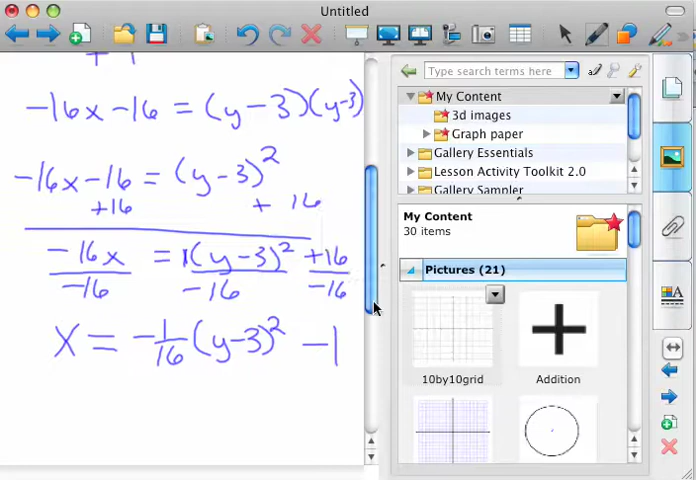 Untitled
+ 1
-16x - 16 = (y - 3)(y-3)
-16x - 16 = (y - 3)²
+16 + 16
-16x = 1(y - 3)² +16
-16 -16 -16
x = -1/16 (y-3)² - 1
Type search terms here
My Content
3d images
Graph paper
Gallery Essentials
Lesson Activity Toolkit 2.0
Gallery Sampler
My Content
30 items
Pictures (21)
10by10grid
Addition